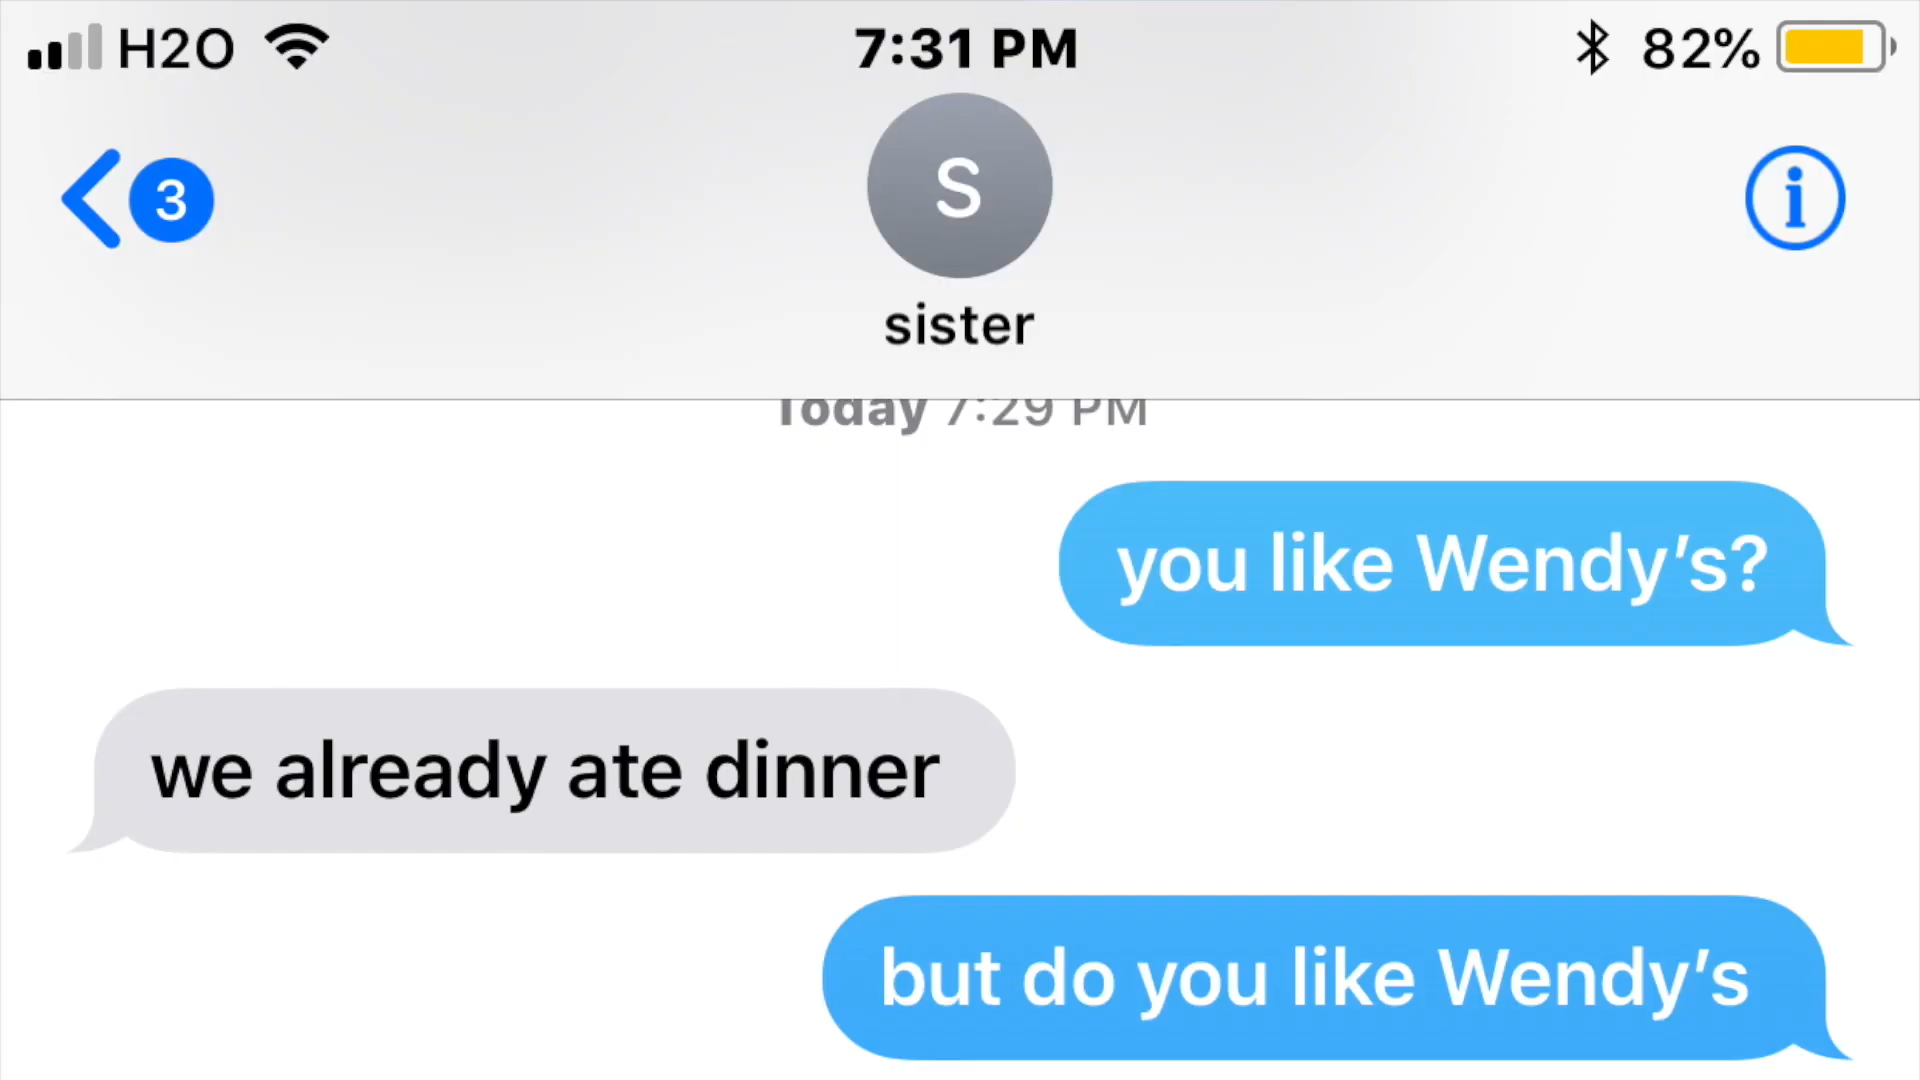 H2O 7:31 PM 82%
3
S
sister
Today 7:29 PM
you like Wendy’s?
we already ate dinner
but do you like Wendy’s